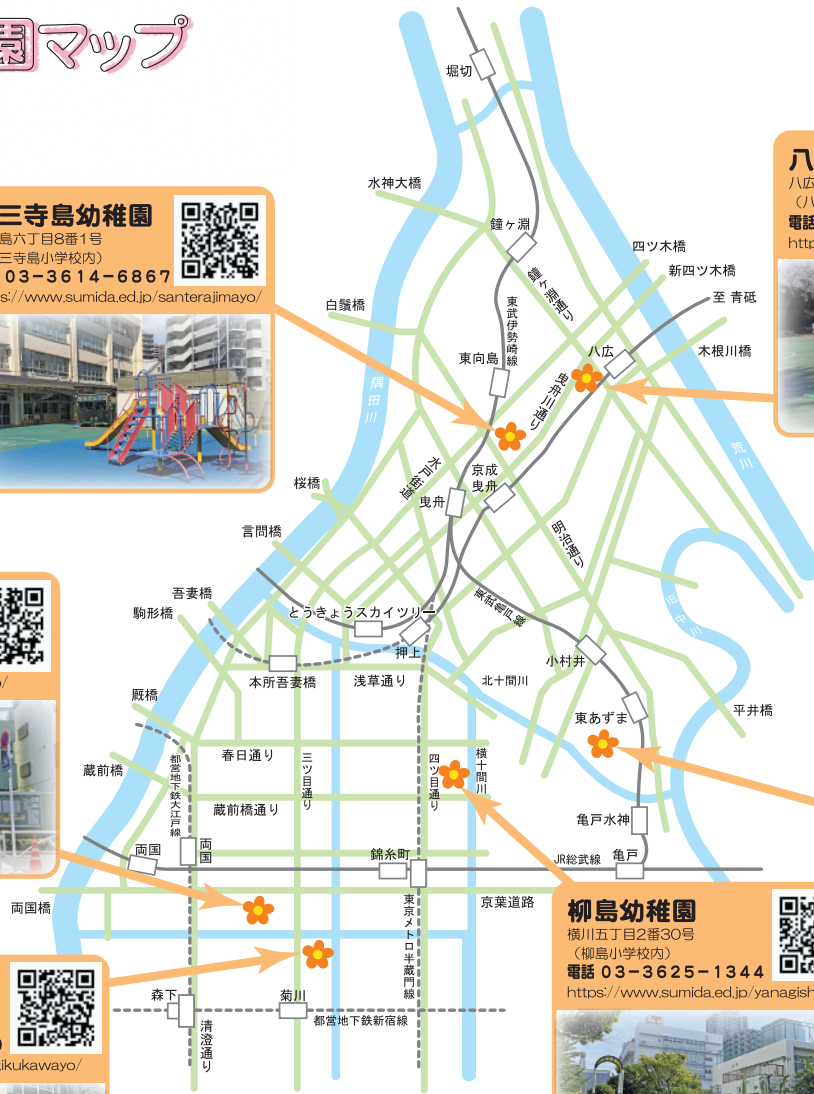 園マップ
堀切
水神大橋
鐘ヶ淵
四ツ木橋
新四ツ木橋
至 青砥
鐘ヶ淵通り
東武伊勢崎線
白鬚橋
三寺島幼稚園
島六丁目8番1号
三寺島小学校内）
03-3614-6867
s://www.sumida.ed.jp/santerajimayo/
八
八広
（八
電話
http
八広
木根川橋
東向島
隅田川
曳舟川通り
荒川
水戸街道
京成
曳舟
曳舟
桜橋
明治通り
言問橋
吾妻橋
駒形橋
とうきょうスカイツリー
東武亀戸線
旧中川
押上
小村井
本所吾妻橋
浅草通り
北十間川
東あずま
平井橋
厩橋
春日通り
三ツ目通り
四ツ目通り
横十間川
都営地下鉄大江戸線
蔵前橋
蔵前橋通り
亀戸水神
両国
両国
錦糸町
JR総武線
亀戸
両国橋
京葉道路
東京メトロ半蔵門線
柳島幼稚園
横川五丁目2番30号
（柳島小学校内）
電話 03-3625-1344
https://www.sumida.ed.jp/yanagish
森下
菊川
都営地下鉄新宿線
清澄通り
ikukawayo/